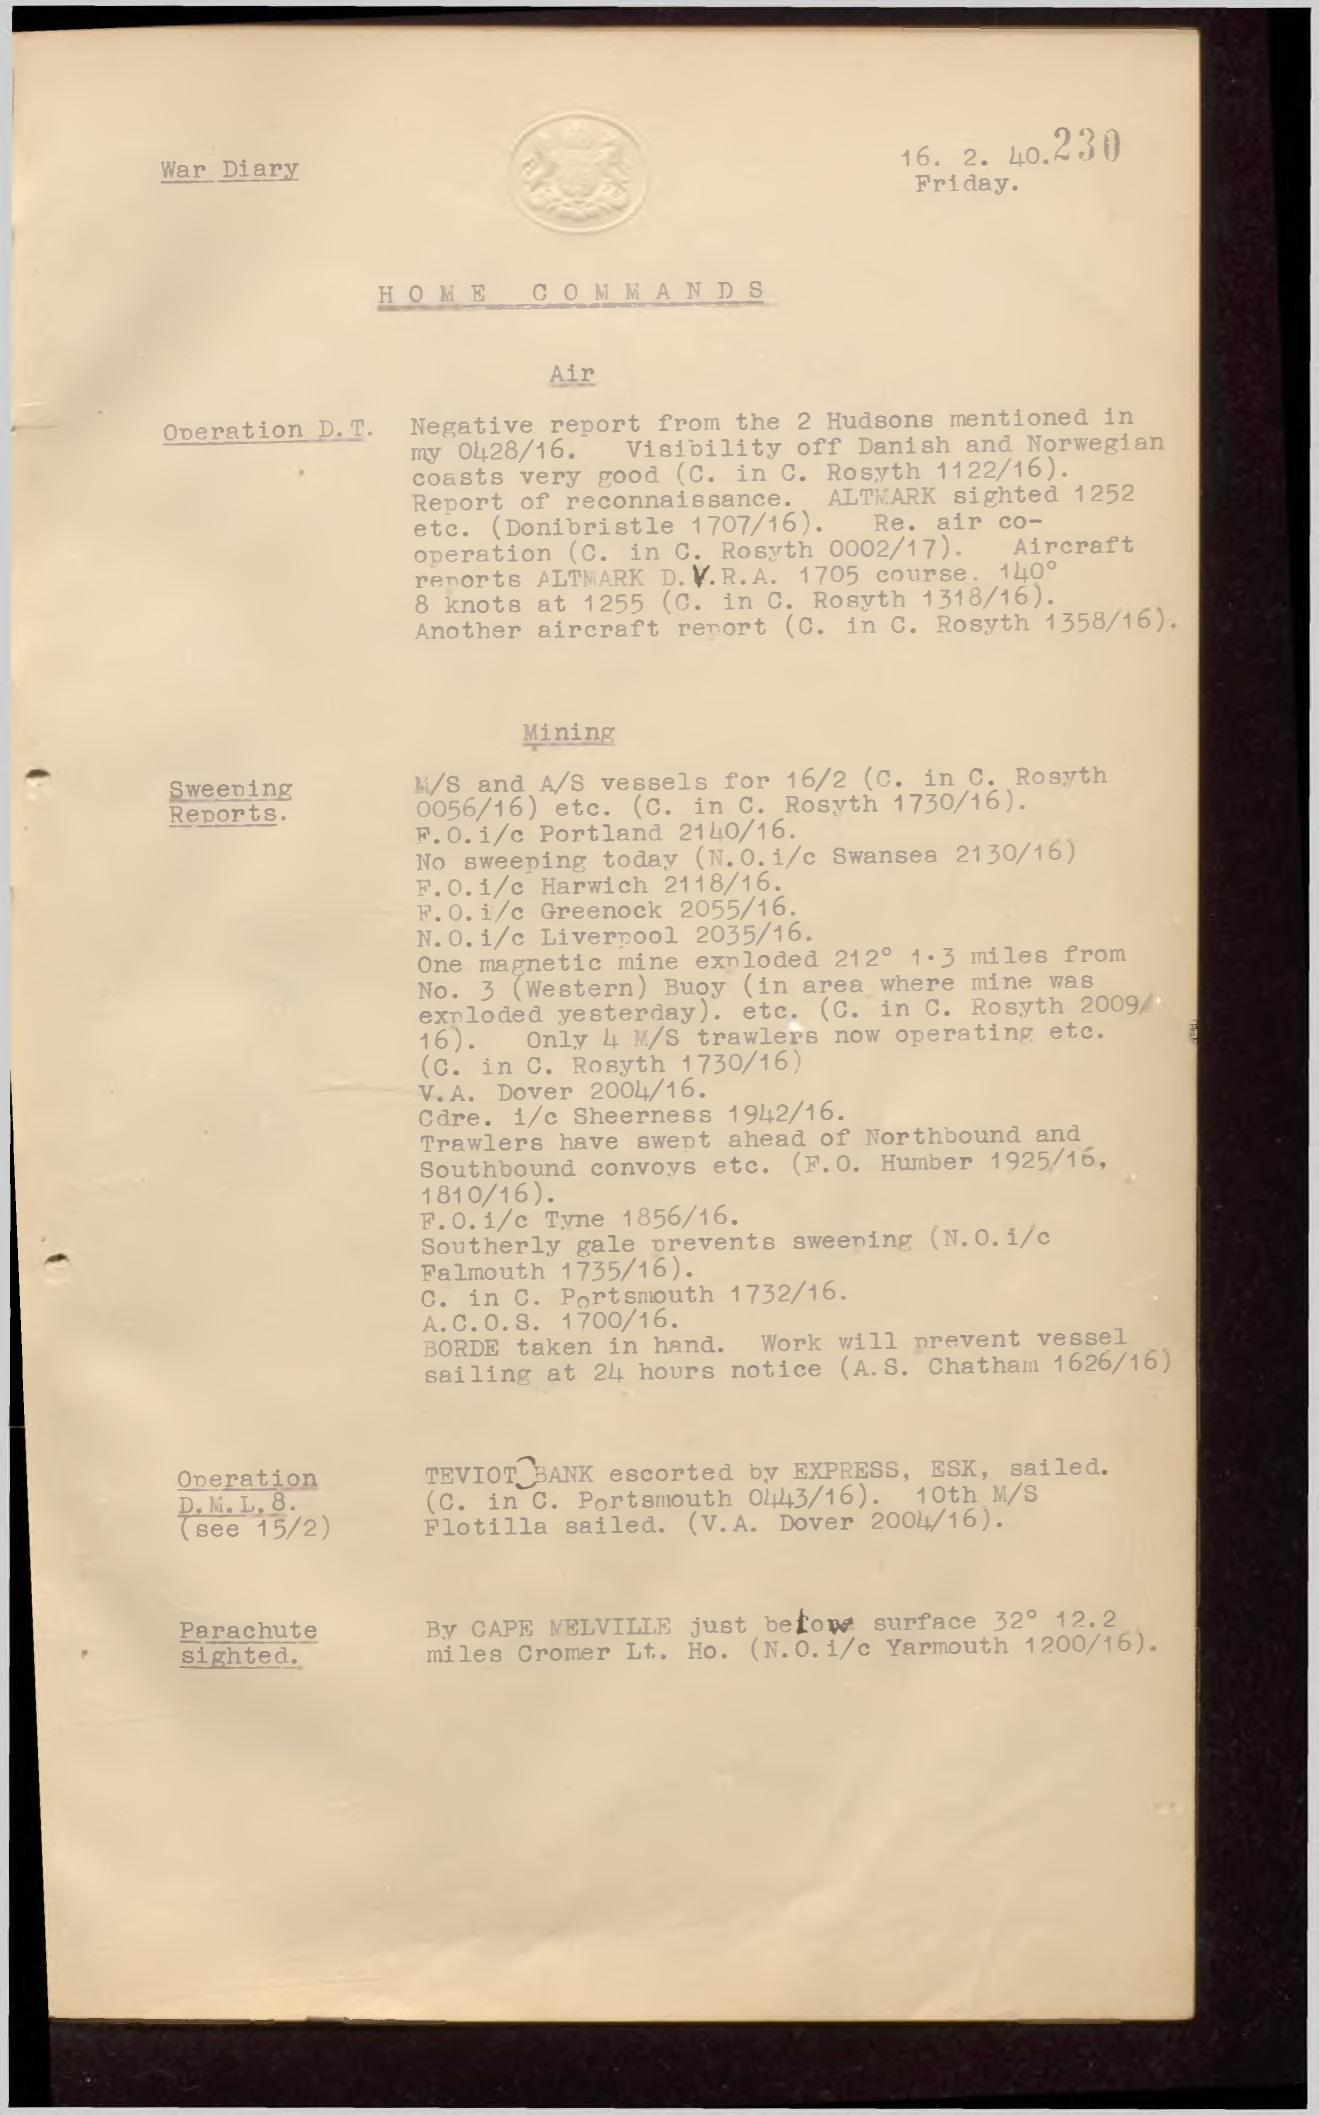 War Diary
16. 2. 40. 230
Friday.
HOME COMMANDS
Air
Operation D.T.
Negative report from the 2 Hudsons mentioned in
my 0428/16. Visibility off Danish and Norwegian
coasts very good (C. in C. Rosyth 1122/16).
Report of reconnaissance. ALTMARK sighted 1252
etc. (Donibristle 1707/16). Re. air co-
operation (C. in C. Rosyth 0002/17). Aircraft
reports ALTMARK D.V.R.A. 1705 course. 140°
8 knots at 1255 (C. in C. Rosyth 1318/16).
Another aircraft report (C. in C. Rosyth 1358/16).
Mining
Sweeping
Reports.
M/S and A/S vessels for 16/2 (C. in C. Rosyth
0056/16) etc. (C. in C. Rosyth 1730/16).
F.O.i/c Portland 2140/16.
No sweeping today (N.O.i/c Swansea 2130/16)
F.O.i/c Harwich 2118/16.
F.O.i/c Greenock 2055/16.
N.O.i/c Liverpool 2035/16.
One magnetic mine exploded 212° 1·3 miles from
No. 3 (Western) Buoy (in area where mine was
exploded yesterday). etc. (C. in C. Rosyth 2009/
16). Only 4 M/S trawlers now operating etc.
(C. in C. Rosyth 1730/16)
V.A. Dover 2004/16.
Cdre. i/c Sheerness 1942/16.
Trawlers have swept ahead of Northbound and
Southbound convoys etc. (F.O. Humber 1925/16,
1810/16).
F.O.i/c Tyne 1856/16.
Southerly gale prevents sweeping (N.O.i/c
Falmouth 1735/16).
C. in C. Portsmouth 1732/16.
A.C.O.S. 1700/16.
BORDE taken in hand. Work will prevent vessel
sailing at 24 hours notice (A.S. Chatham 1626/16)
Operation
D.M.L.8.
(see 15/2)
TEVIOT BANK escorted by EXPRESS, ESK, sailed.
(C. in C. Portsmouth 0443/16). 10th M/S
Flotilla sailed. (V.A. Dover 2004/16).
Parachute
sighted.
By CAPE MELVILLE just below surface 32° 12.2
miles Cromer Lt. Ho. (N.O.i/c Yarmouth 1200/16).